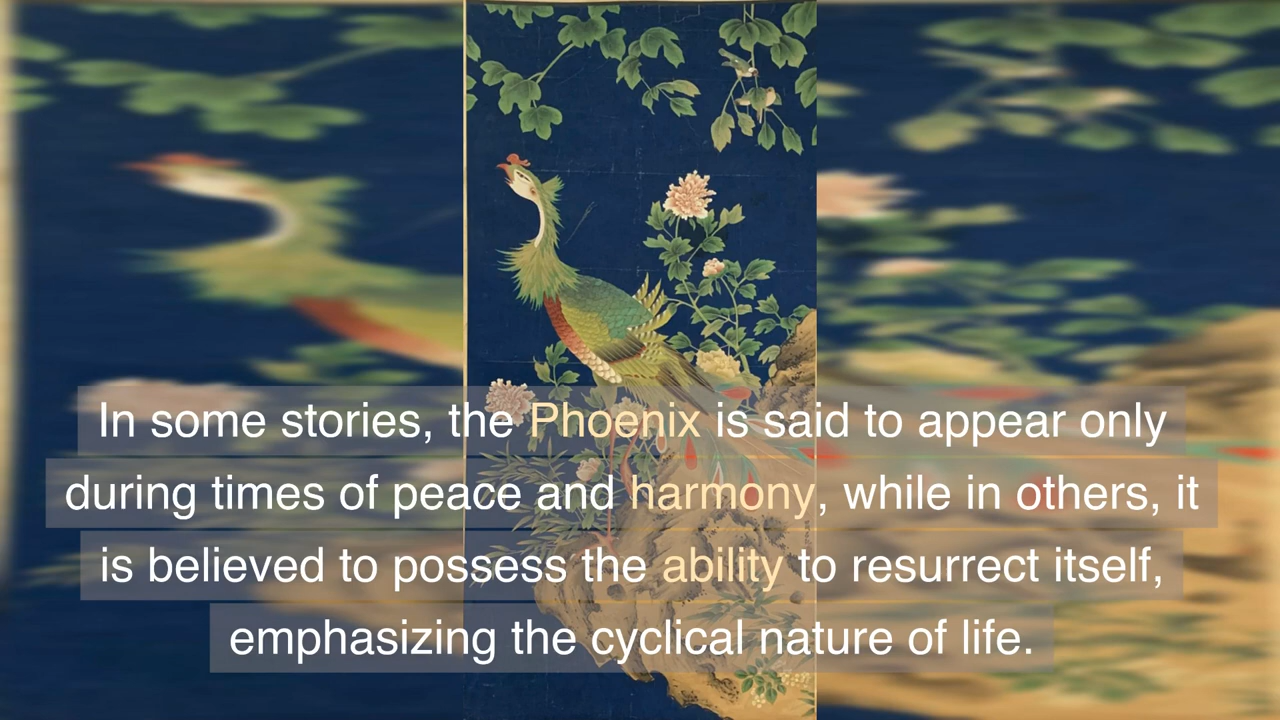 In some stories, the Phoenix is said to appear only
during times of peace and harmony, while in others, it
is believed to possess the ability to resurrect itself,
emphasizing the cyclical nature of life.